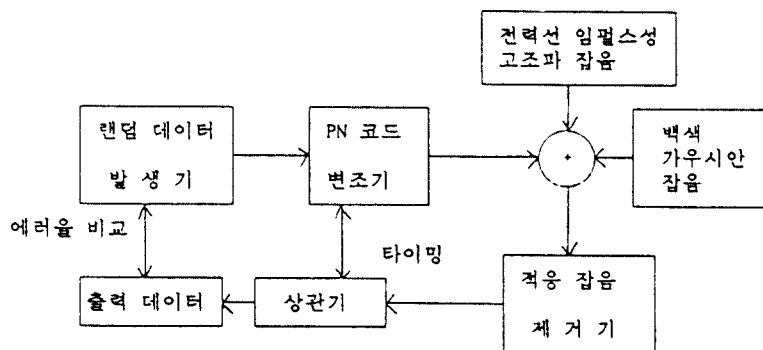 전력선 임펄스성
고조파 잡음
랜덤 데이터
발 생 기
PN 코드
변조기
+
백색
가우시안
잡음
에러율 비교
타이밍
출력 데이터
상관기
적응 잡음
제 거 기